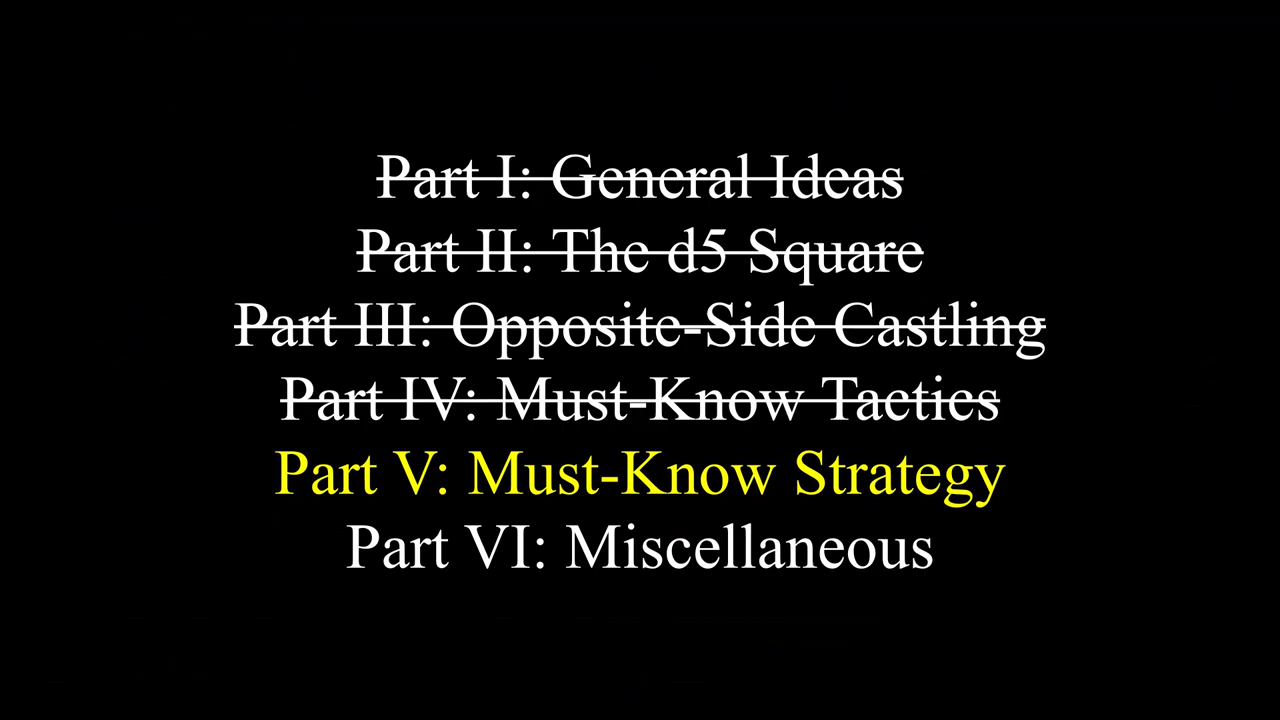 Part I: General Ideas
Part II: The d5 Square
Part III: Opposite-Side Castling
Part IV: Must-Know Tactics
Part V: Must-Know Strategy
Part VI: Miscellaneous